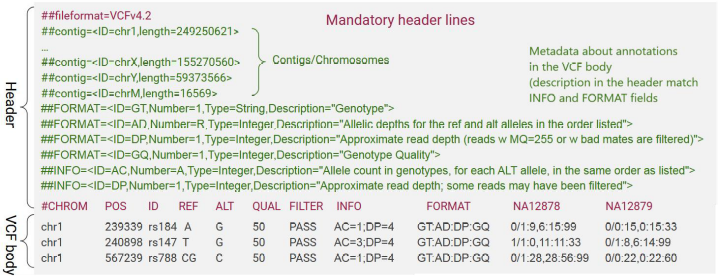 ##fileformat=VCFv4.2
Mandatory header lines
##contig=<ID=chr1,length=249250621>
...
##contig=<ID=chrX,length=155270560>
##contig=<ID=chrY,length=59373566>
##contig=<ID=chrM,length=16569>
Contigs/Chromosomes
Metadata about annotations
in the VCF body
(description in the header match
INFO and FORMAT fields
##FORMAT=<ID=GT,Number=1,Type=String,Description="Genotype">
##FORMAT=<ID=AD,Number=R,Type=Integer,Description="Allelic depths for the ref and alt alleles in the order listed">
##FORMAT=<ID=DP,Number=1,Type=Integer,Description="Approximate read depth (reads w MQ=255 or w bad mates are filtered)">
##FORMAT=<ID=GQ,Number=1,Type=Integer,Description="Genotype Quality">
##INFO=<ID=AC,Number=A,Type=Integer,Description="Allele count in genotypes, for each ALT allele, in the same order as listed">
##INFO=<ID=DP,Number=1,Type=Integer,Description="Approximate read depth; some reads may have been filtered">
Header
#CHROM POS ID REF ALT QUAL FILTER INFO FORMAT NA12878 NA12879
chr1 239339 rs184 A G 50 PASS AC=1;DP=4 GT:AD:DP:GQ 0/1:9,6:15:99 0/0:15,0:15:33
chr1 240898 rs147 T G 50 PASS AC=3;DP=4 GT:AD:DP:GQ 1/1:0,11:11:33 0/1:8,6:14:99
chr1 567239 rs788 CG C 50 PASS AC=1;DP=4 GT:AD:DP:GQ 0/1:28,28:56:99 0/0:22,0:22:60
VCF body